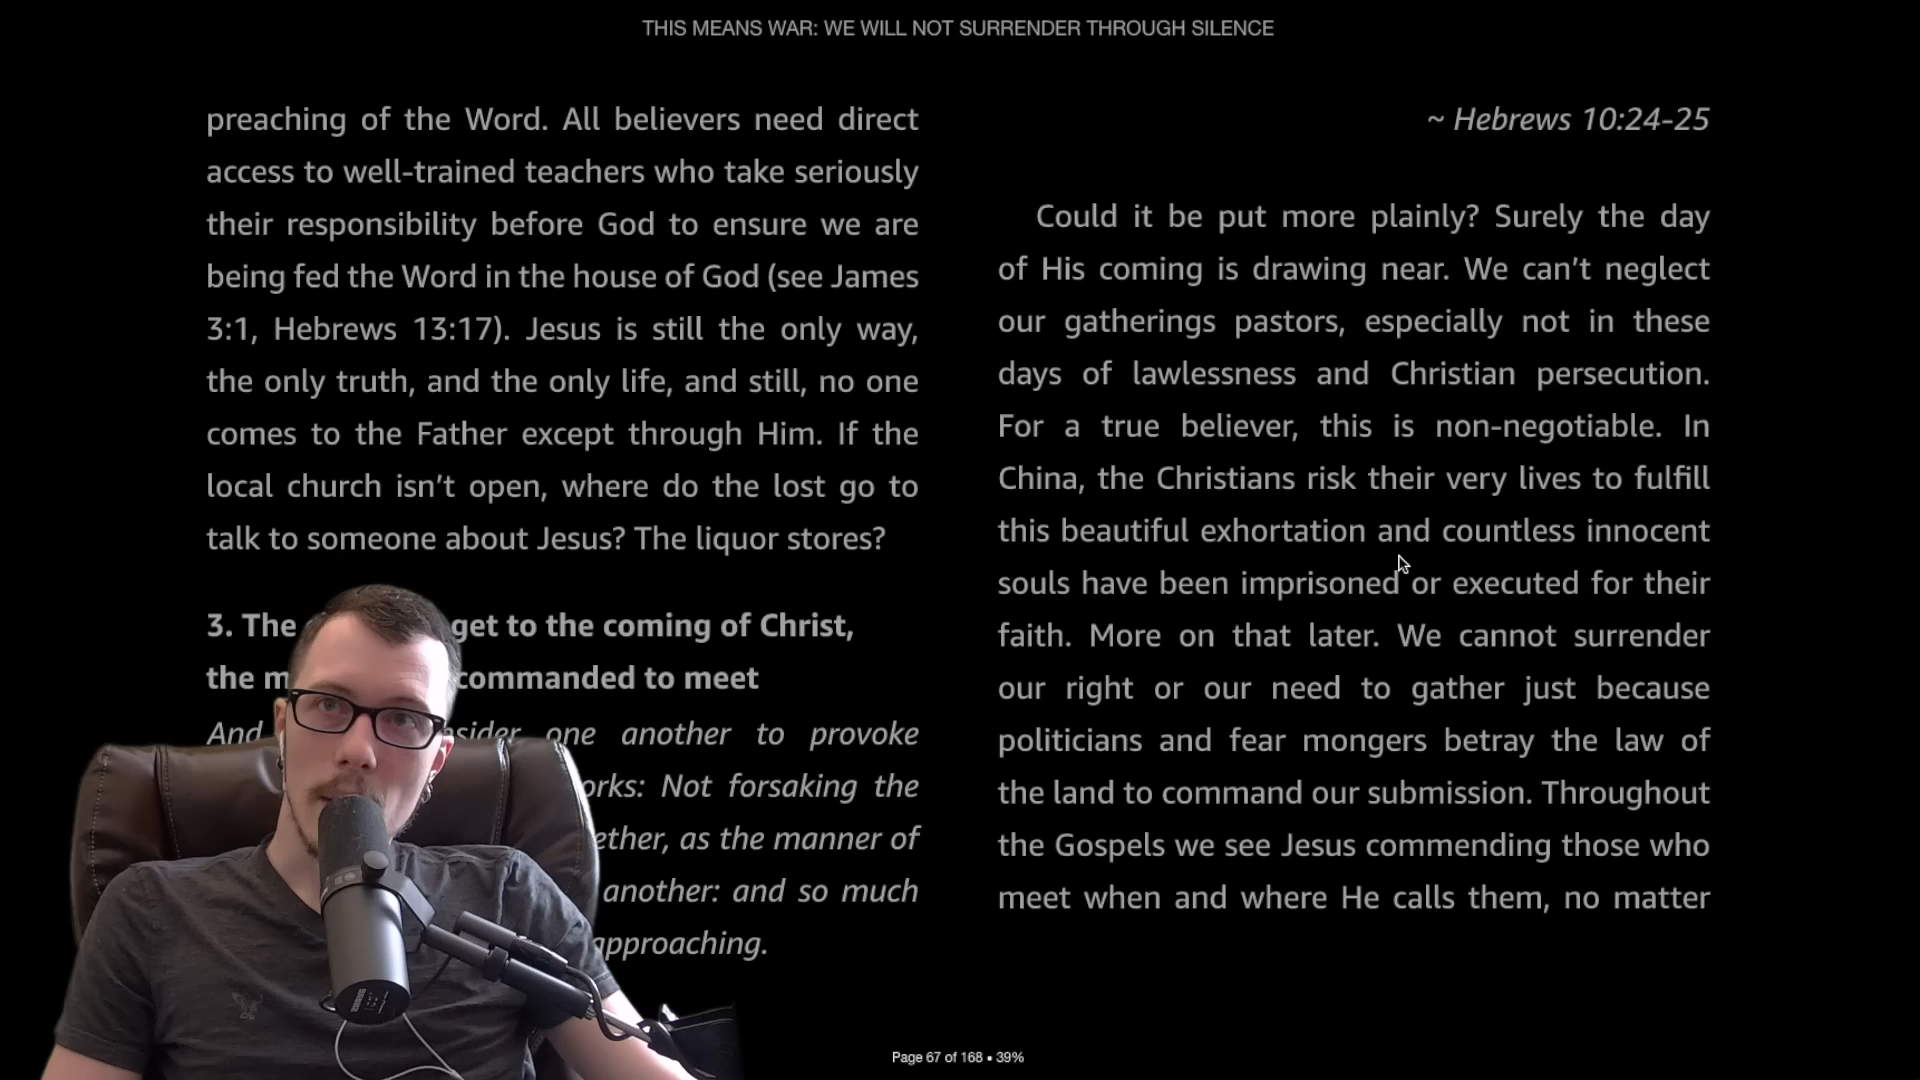 THIS MEANS WAR: WE WILL NOT SURRENDER THROUGH SILENCE
preaching of the Word. All believers need direct
access to well-trained teachers who take seriously
their responsibility before God to ensure we are
being fed the Word in the house of God (see James
3:1, Hebrews 13:17). Jesus is still the only way,
the only truth, and the only life, and still, no one
comes to the Father except through Him. If the
local church isn’t open, where do the lost go to
talk to someone about Jesus? The liquor stores?
3. The get to the coming of Christ,
the commanded to meet
And one another to provoke
Not forsaking the
as the manner of
another: and so much
approaching.
~ Hebrews 10:24-25
Could it be put more plainly? Surely the day
of His coming is drawing near. We can’t neglect
our gatherings pastors, especially not in these
days of lawlessness and Christian persecution.
For a true believer, this is non-negotiable. In
China, the Christians risk their very lives to fulfill
this beautiful exhortation and countless innocent
souls have been imprisoned or executed for their
faith. More on that later. We cannot surrender
our right or our need to gather just because
politicians and fear mongers betray the law of
the land to command our submission. Throughout
the Gospels we see Jesus commending those who
meet when and where He calls them, no matter
Page 67 of 168 • 39%